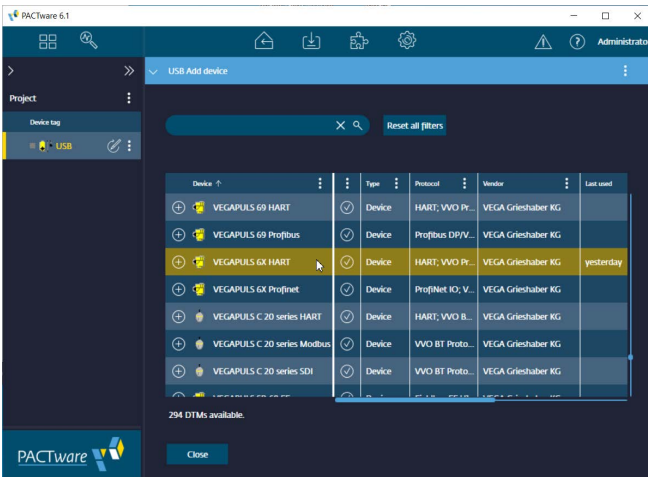 PACTware 6.1
Administrato
USB Add device
Project
Device tag
USB
Reset all filters
Device Type Protocol Vendor Last used
VEGAPULS 69 HART Device HART; VVO Pr... VEGA Grieshaber KG
VEGAPULS 69 Profibus Device Profibus DP/V... VEGA Grieshaber KG
VEGAPULS 6X HART Device HART; VVO Pr... VEGA Grieshaber KG yesterday
VEGAPULS 6X Profinet Device ProfiNet IO; V... VEGA Grieshaber KG
VEGAPULS C 20 series HART Device HART; VVO B... VEGA Grieshaber KG
VEGAPULS C 20 series Modbus Device VVO BT Proto... VEGA Grieshaber KG
VEGAPULS C 20 series SDI Device VVO BT Proto... VEGA Grieshaber KG
294 DTMs available.
Close
PACTware